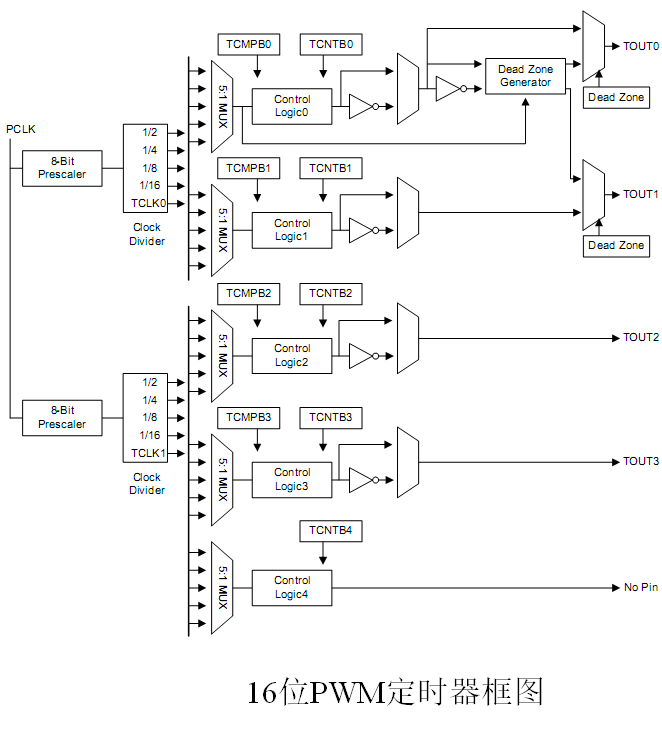 TCMPB0
TCNTB0
TOUT0
5:1 MUX
Control
Logic0
Dead Zone
Generator
Dead Zone
PCLK
8-Bit
Prescaler
1/2
1/4
1/8
1/16
TCLK0
Clock
Divider
TCMPB1
TCNTB1
5:1 MUX
Control
Logic1
TOUT1
Dead Zone
TCMPB2
TCNTB2
5:1 MUX
Control
Logic2
TOUT2
8-Bit
Prescaler
1/2
1/4
1/8
1/16
TCLK1
Clock
Divider
TCMPB3
TCNTB3
5:1 MUX
Control
Logic3
TOUT3
TCNTB4
5:1 MUX
Control
Logic4
No Pin
16位PWM定时器框图